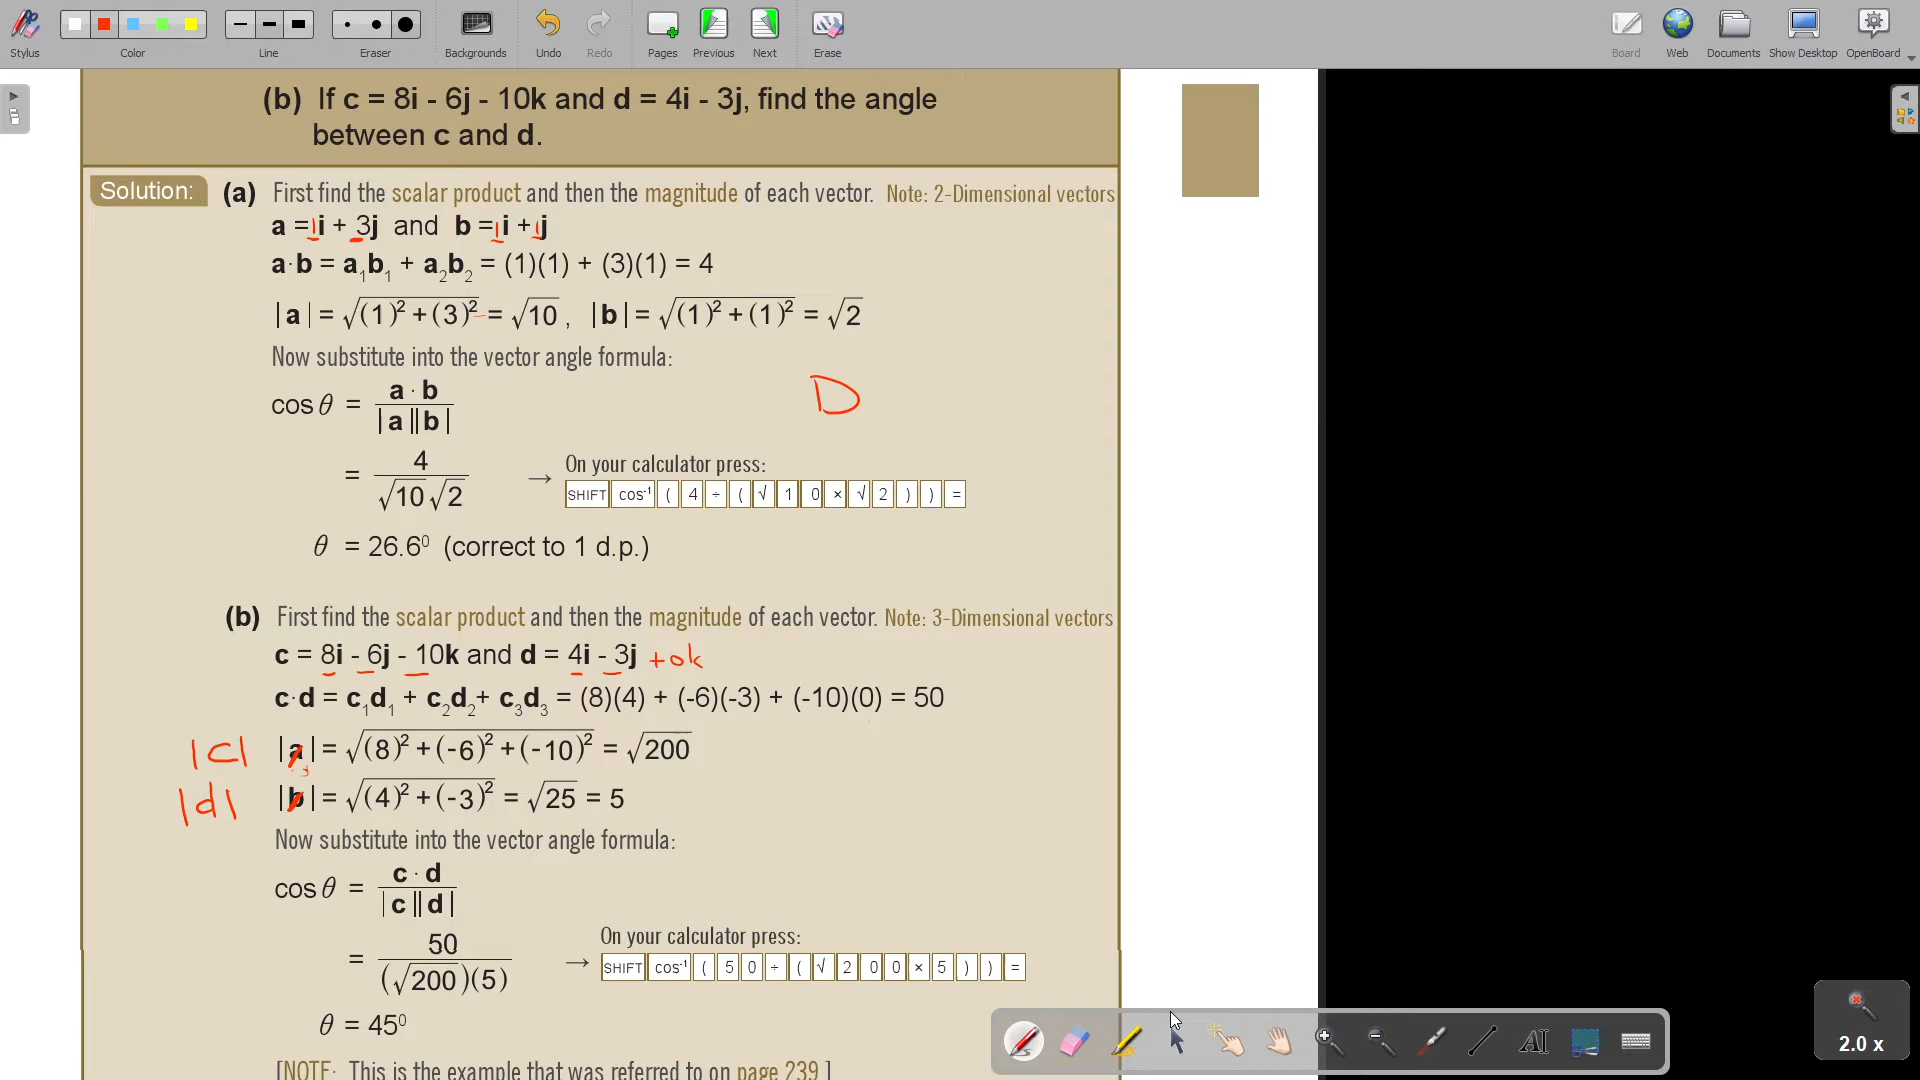 Stylus Color Line Eraser Backgrounds Undo Redo Pages Previous Next Erase Board Web Documents Show Desktop OpenBoard
(b) If c = 8i - 6j - 10k and d = 4i - 3j, find the angle
between c and d.
Solution: (a) First find the scalar product and then the magnitude of each vector. Note: 2-Dimensional vectors
a = 1i + 3j and b = 1i + 1j
a·b = a₁b₁ + a₂b₂ = (1)(1) + (3)(1) = 4
|a| = √(1)² + (3)² = √10 , |b| = √(1)² + (1)² = √2
Now substitute into the vector angle formula:
D
cos θ = a · b / |a||b|
= 4 / √10 √2 → On your calculator press:
SHIFT cos⁻¹ ( 4 ÷ ( √ 1 0 × √ 2 ) ) =
θ = 26.6⁰ (correct to 1 d.p.)
(b) First find the scalar product and then the magnitude of each vector. Note: 3-Dimensional vectors
c = 8i - 6j - 10k and d = 4i - 3j +0k
c·d = c₁d₁ + c₂d₂+ c₃d₃ = (8)(4) + (-6)(-3) + (-10)(0) = 50
|c| |a| = √(8)² + (-6)² + (-10)² = √200
|d| |b| = √(4)² + (-3)² = √25 = 5
Now substitute into the vector angle formula:
cos θ = c · d / |c||d|
= 50 / (√200)(5) → On your calculator press:
SHIFT cos⁻¹ ( 5 0 ÷ ( √ 2 0 0 × 5 ) ) =
θ = 45⁰
[NOTE: This is the example that was referred to on page 239.]
2.0 x